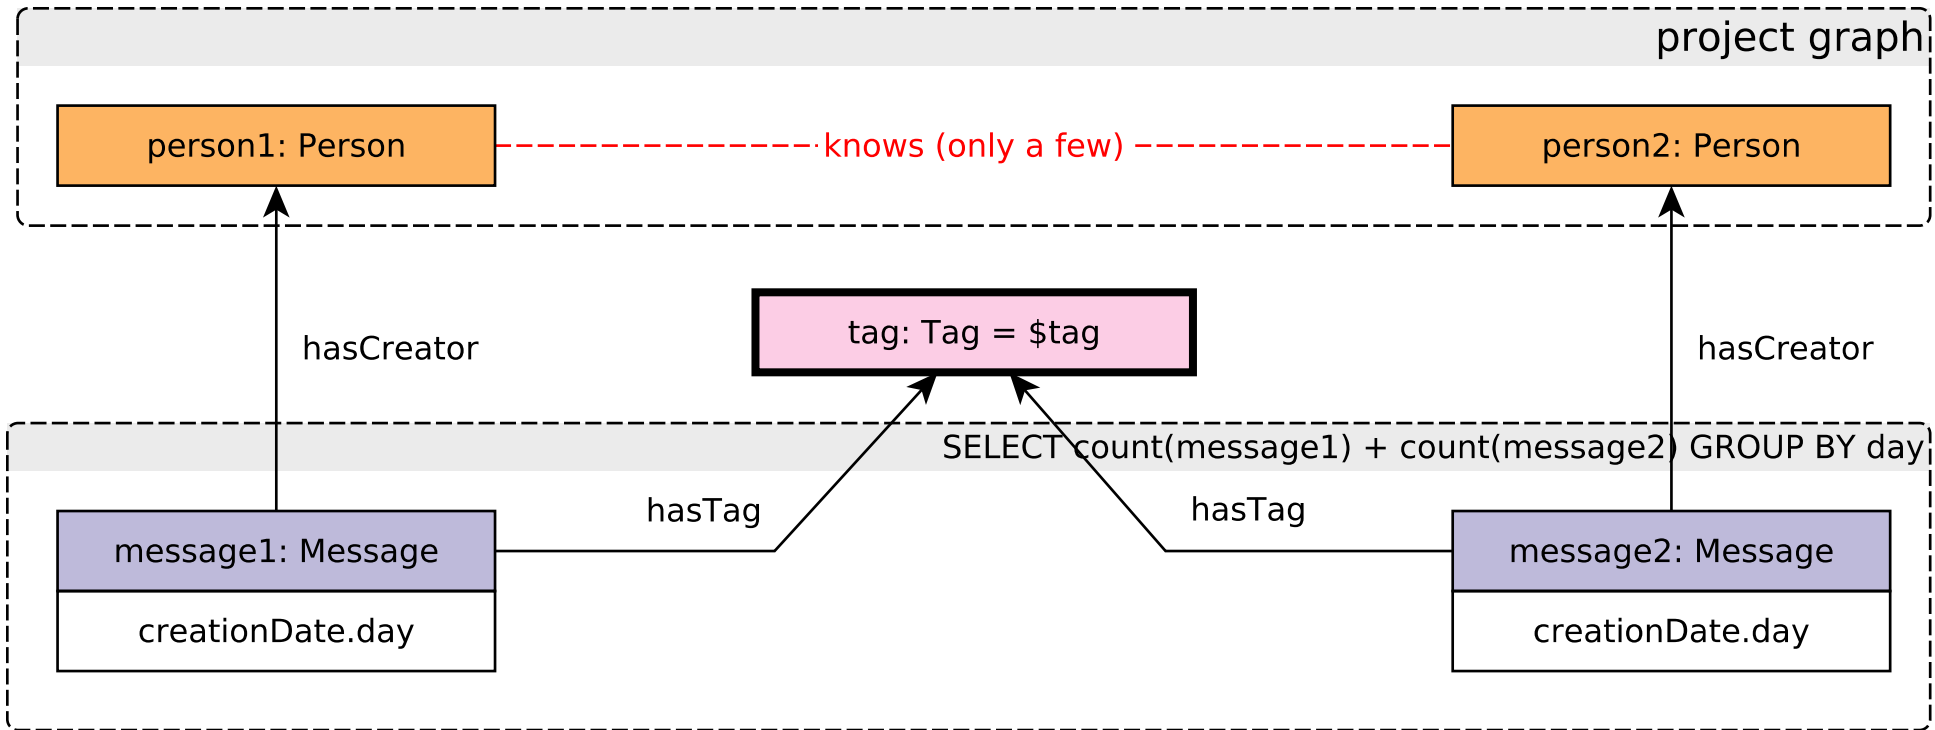 project graph
person1: Person
knows (only a few)
person2: Person
tag: Tag = $tag
hasCreator
hasCreator
SELECT count(message1) + count(message2) GROUP BY day
hasTag
hasTag
message1: Message
message2: Message
creationDate.day
creationDate.day